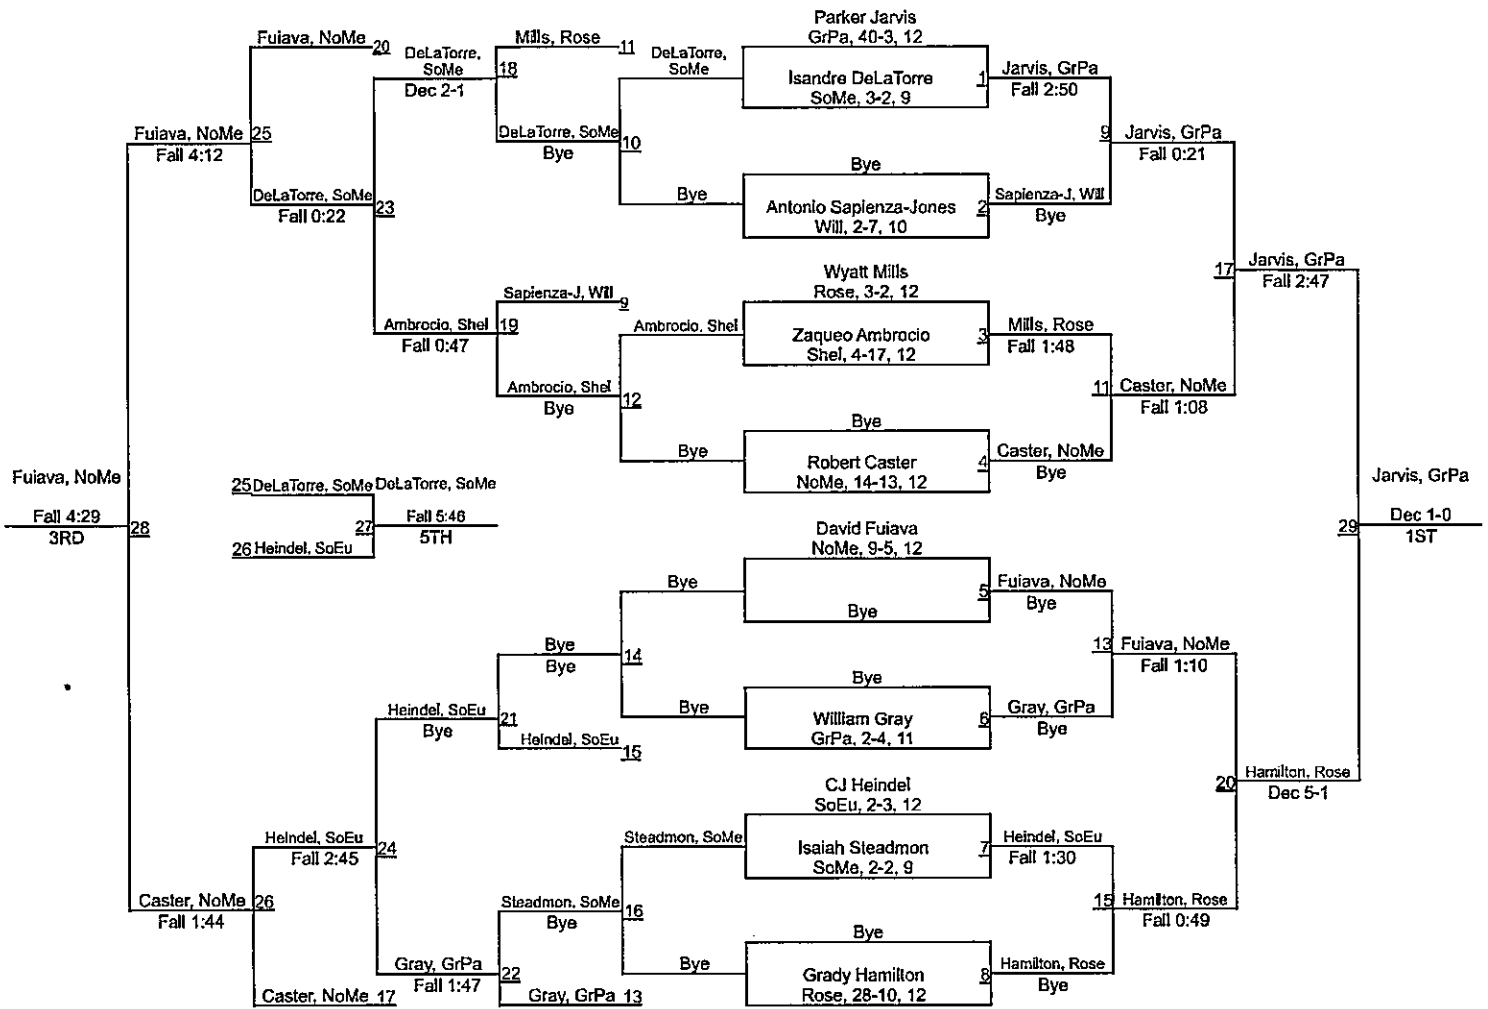 Parker Jarvis
GrPa, 40-3, 12
Fuiava, NoMe
20
DeLaTorre,
SoMe
Dec 2-1
Mills, Rose
11
18
DeLaTorre,
SoMe
Isandre DeLaTorre
SoMe, 3-2, 9
1
Jarvis, GrPa
Fall 2:50
Fuiava, NoMe
25
Fall 4:12
DeLaTorre, SoMe
10
Bye
9
Jarvis, GrPa
Fall 0:21
Bye
DeLaTorre, SoMe
23
Fall 0:22
Bye
Antonio Sapienza-Jones
Will, 2-7, 10
2
Sapienza-J, Will
Bye
Wyatt Mills
Rose, 3-2, 12
17
Jarvis, GrPa
Fall 2:47
Sapienza-J, Will
9
Ambrocio, Shel
19
Fall 0:47
Ambrocio, Shel
Zaqueo Ambrocio
Shel, 4-17, 12
3
Mills, Rose
Fall 1:48
Ambrocio, Shel
12
Bye
11
Caster, NoMe
Fall 1:08
Bye
Bye
Robert Caster
NoMe, 14-13, 12
4
Caster, NoMe
Bye
Fuiava, NoMe
Fall 4:29
3RD
28
25
DeLaTorre, SoMe
DeLaTorre, SoMe
27
Fall 5:46
5TH
26
Heindel, SoEu
Jarvis, GrPa
29
Dec 1-0
1ST
David Fuiava
NoMe, 9-5, 12
Bye
Bye
5
Fuiava, NoMe
Bye
Bye
Bye
14
13
Fuiava, NoMe
Fall 1:10
Bye
Heindel, SoEu
21
Bye
Heindel, SoEu
15
Bye
William Gray
GrPa, 2-4, 11
6
Gray, GrPa
Bye
CJ Heindel
SoEu, 2-3, 12
20
Hamilton, Rose
Dec 5-1
Heindel, SoEu
24
Fall 2:45
Steadmon, SoMe
Isaiah Steadmon
SoMe, 2-2, 9
7
Heindel, SoEu
Fall 1:30
Caster, NoMe
26
Fall 1:44
Steadmon, SoMe
16
Bye
15
Hamilton, Rose
Fall 0:49
Bye
Gray, GrPa
22
Fall 1:47
Bye
Grady Hamilton
Rose, 28-10, 12
8
Hamilton, Rose
Bye
Caster, NoMe
17
Gray, GrPa
13